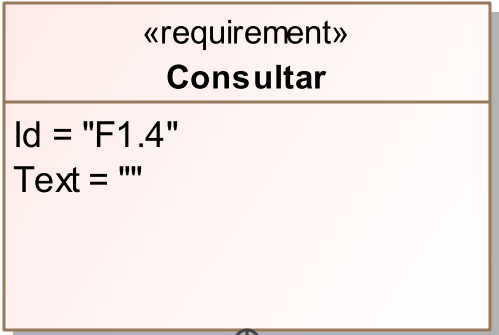 «requirement»
Consultar
Id = "F1.4"
Text = ""